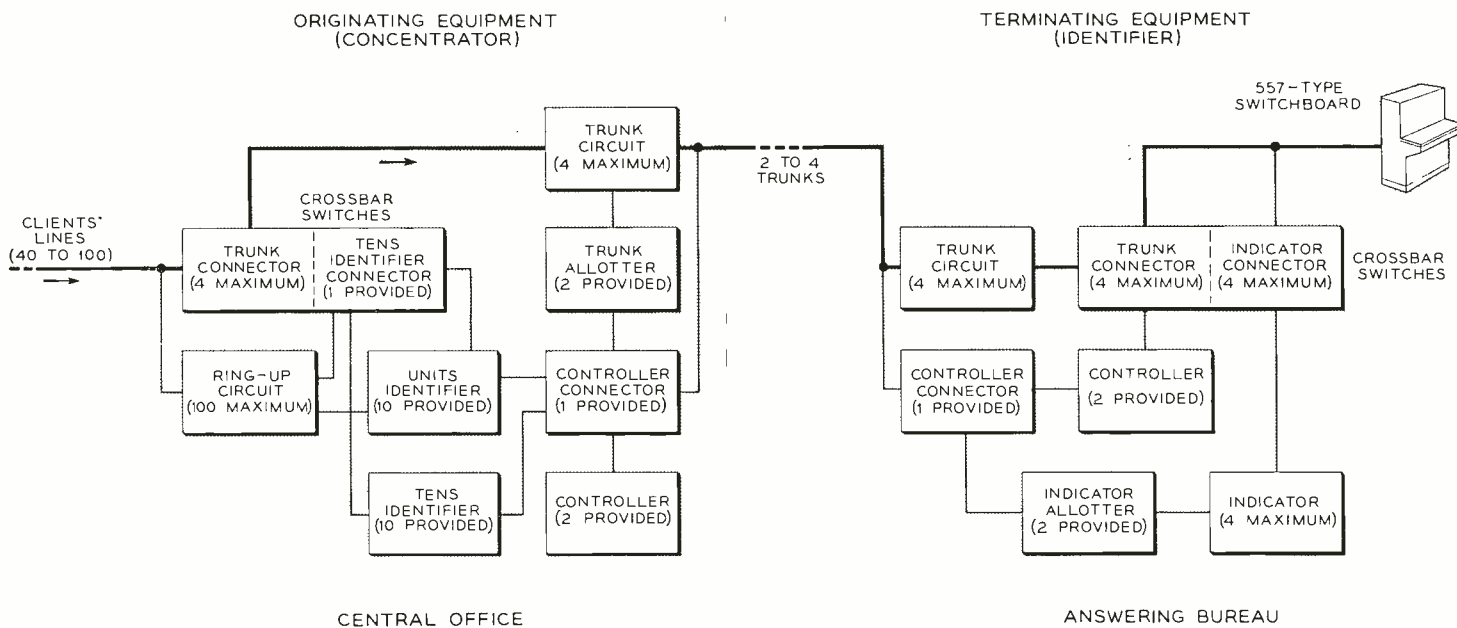 ORIGINATING EQUIPMENT
(CONCENTRATOR)
TERMINATING EQUIPMENT
(IDENTIFIER)
557-TYPE
SWITCHBOARD
TRUNK
CIRCUIT
(4 MAXIMUM)
2 TO 4
TRUNKS
CROSSBAR
SWITCHES
CLIENTS'
LINES
(40 TO 100)
TRUNK
CONNECTOR
(4 MAXIMUM)
TENS
IDENTIFIER
CONNECTOR
(1 PROVIDED)
TRUNK
ALLOTTER
(2 PROVIDED)
TRUNK
CIRCUIT
(4 MAXIMUM)
TRUNK
CONNECTOR
(4 MAXIMUM)
INDICATOR
CONNECTOR
(4 MAXIMUM)
CROSSBAR
SWITCHES
RING-UP
CIRCUIT
(100 MAXIMUM)
UNITS
IDENTIFIER
(10 PROVIDED)
CONTROLLER
CONNECTOR
(1 PROVIDED)
CONTROLLER
CONNECTOR
(1 PROVIDED)
CONTROLLER
(2 PROVIDED)
TENS
IDENTIFIER
(10 PROVIDED)
CONTROLLER
(2 PROVIDED)
INDICATOR
ALLOTTER
(2 PROVIDED)
INDICATOR
(4 MAXIMUM)
CENTRAL OFFICE
ANSWERING BUREAU